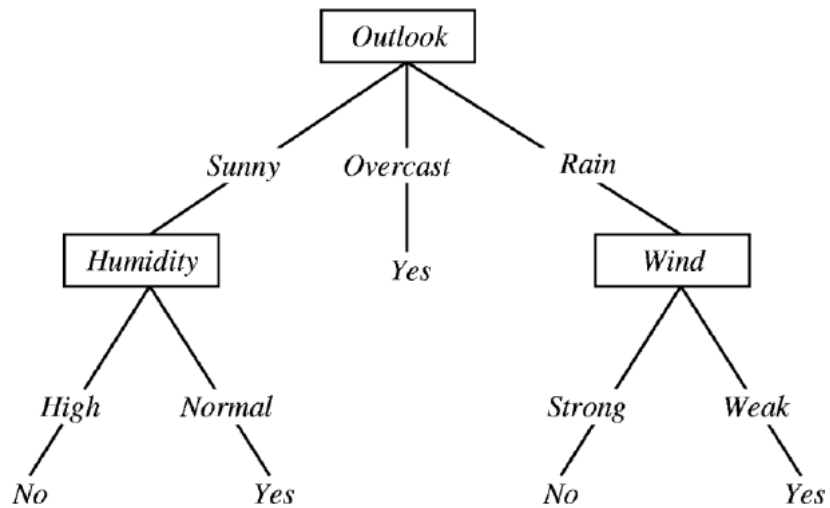 Outlook
Sunny Overcast Rain
Humidity Yes Wind
High Normal Strong Weak
No Yes No Yes